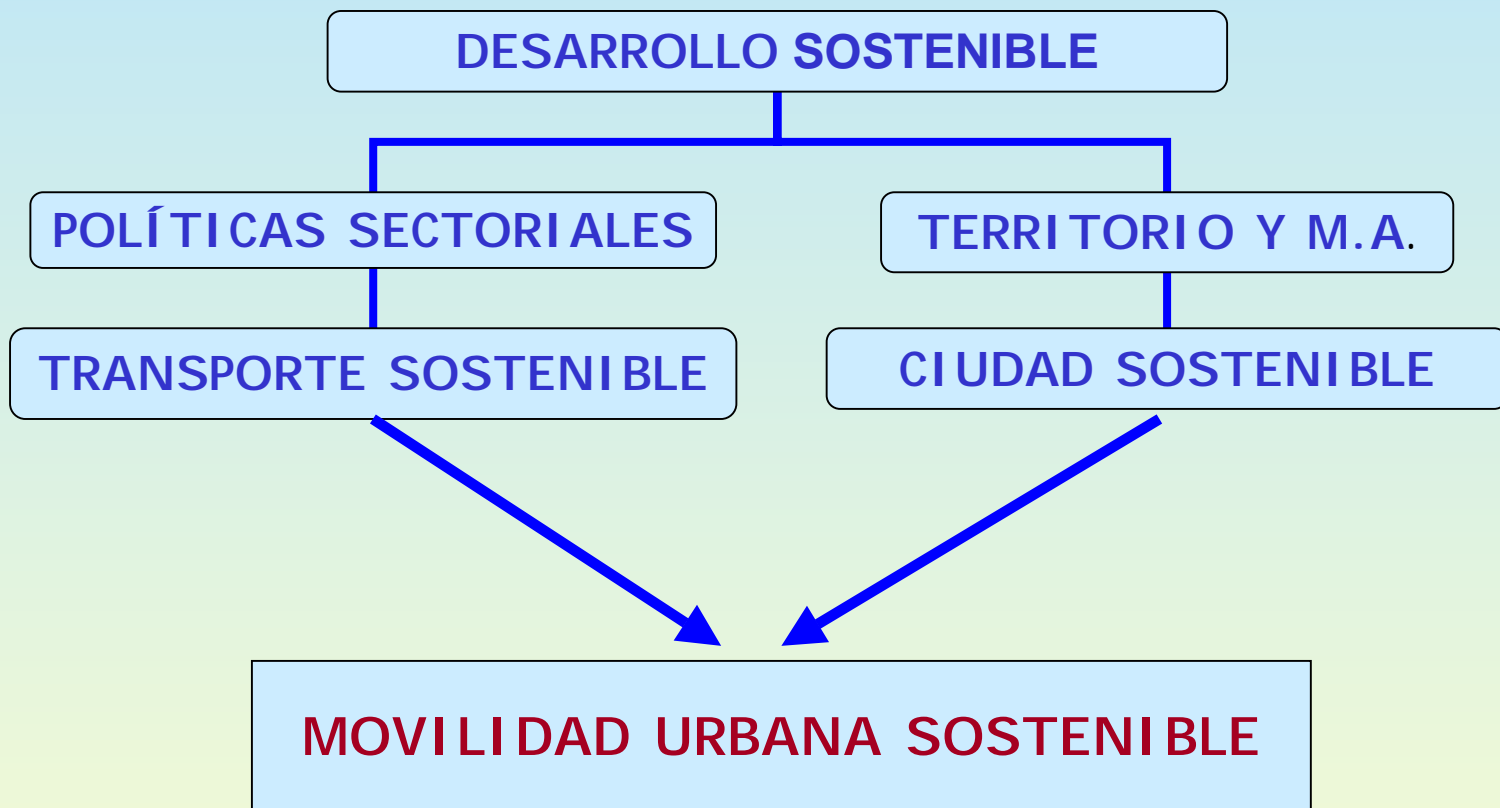 DESARROLLO SOSTENIBLE
POLÍTICAS SECTORIALES
TERRITORIO Y M.A.
TRANSPORTE SOSTENIBLE
CIUDAD SOSTENIBLE
MOVILIDAD URBANA SOSTENIBLE